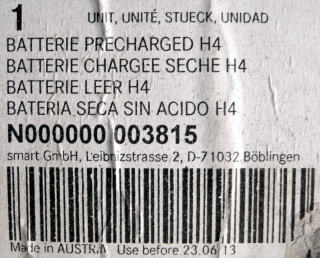 1 UNIT, UNITÉ, STUECK, UNIDAD
BATTERIE PRECHARGED H4
BATTERIE CHARGEE SECHE H4
BATTERIE LEER H4
BATERIA SECA SIN ACIDO H4
N000000 003815
smart GmbH, Leibnizstrasse 2, D-71032 Böblingen
Made in AUSTRIA Use before 23.06.13